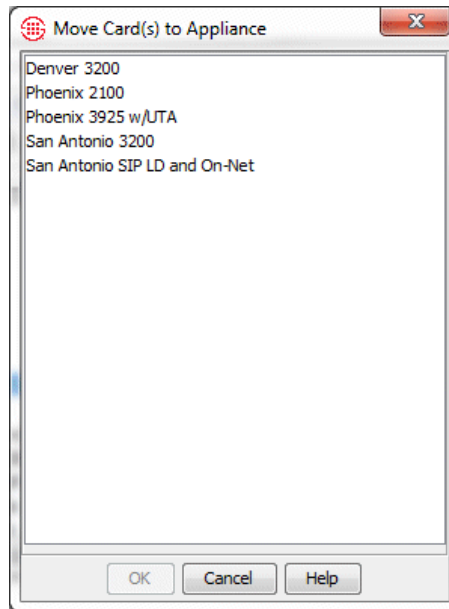 Move Card(s) to Appliance
Denver 3200
Phoenix 2100
Phoenix 3925 w/UTA
San Antonio 3200
San Antonio SIP LD and On-Net
OK Cancel Help